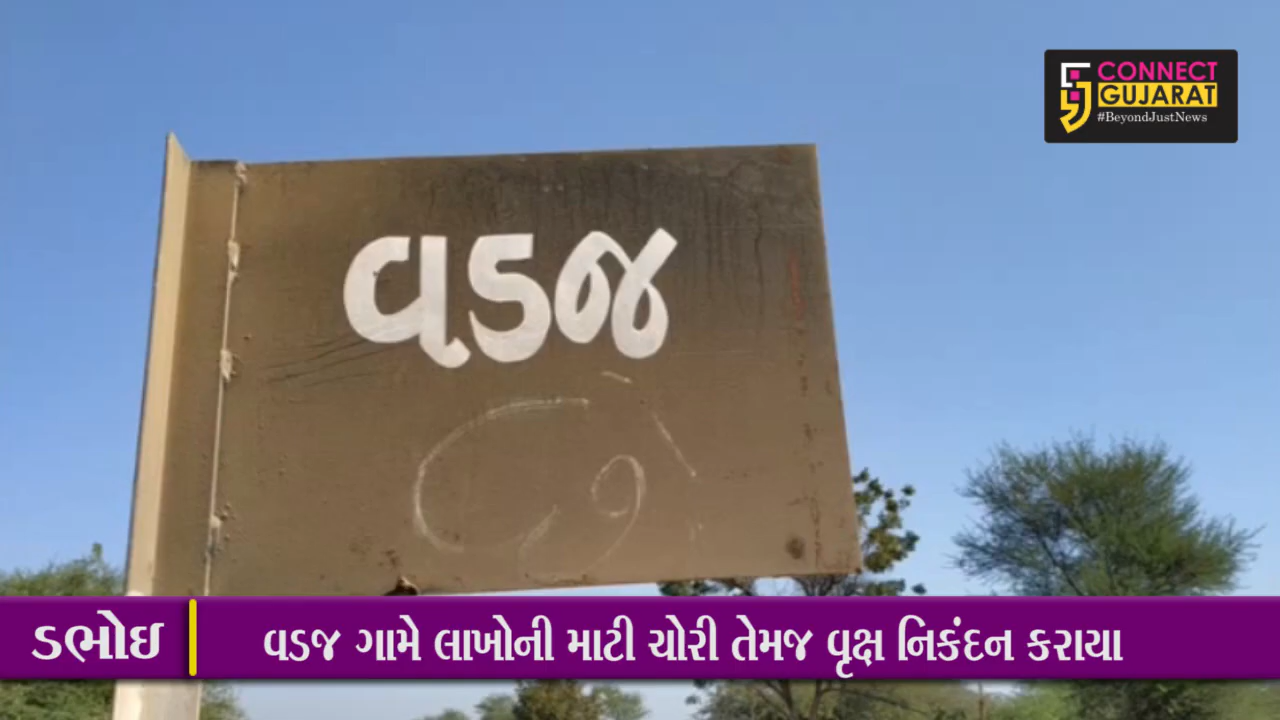 CONNECT
GUJARAT
#BeyondJustNews
વડજ
ડભોઇ
વડજ ગામે લાખોની માટી ચોરી તેમજ વૃક્ષ નિકંદન કરાયા